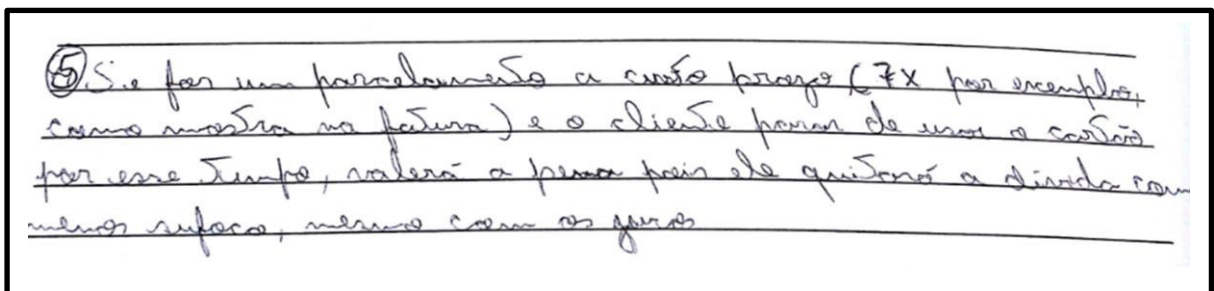 ⑤ Se for um parcelamento a curto prazo (7x por exemplo,
como mostra na fatura) e o cliente parar de usar o cartão
por esse tempo, valerá a pena pois ele quitará a dívida com
menos sufoco, mesmo com os juros